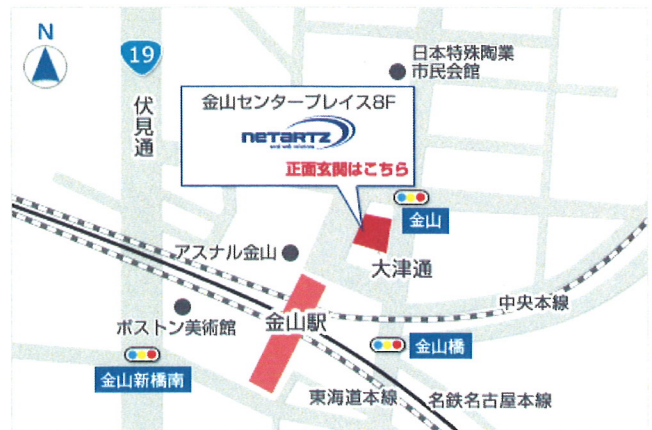 N
19
伏見通
日本特殊陶業
市民会館
金山センタープレイス8F
netartz
正面玄関はこちら
金山
大津通
アスナル金山
中央本線
ボストン美術館
金山駅
金山橋
金山新橋南
東海道本線
名鉄名古屋本線